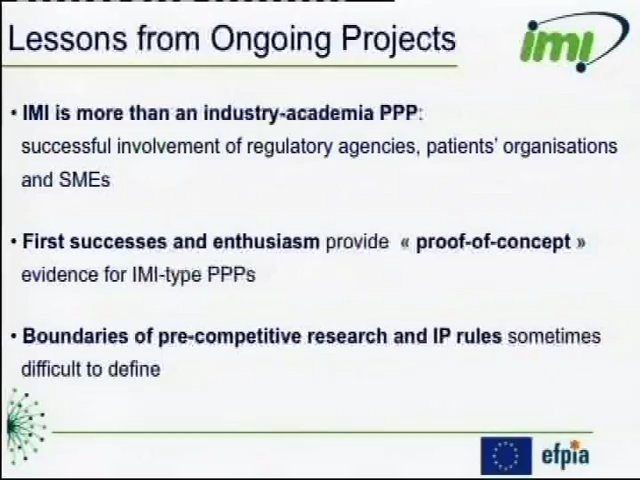 Lessons from Ongoing Projects
imi
• IMI is more than an industry-academia PPP:
successful involvement of regulatory agencies, patients' organisations
and SMEs
• First successes and enthusiasm provide « proof-of-concept »
evidence for IMI-type PPPs
• Boundaries of pre-competitive research and IP rules sometimes
difficult to define
efpia